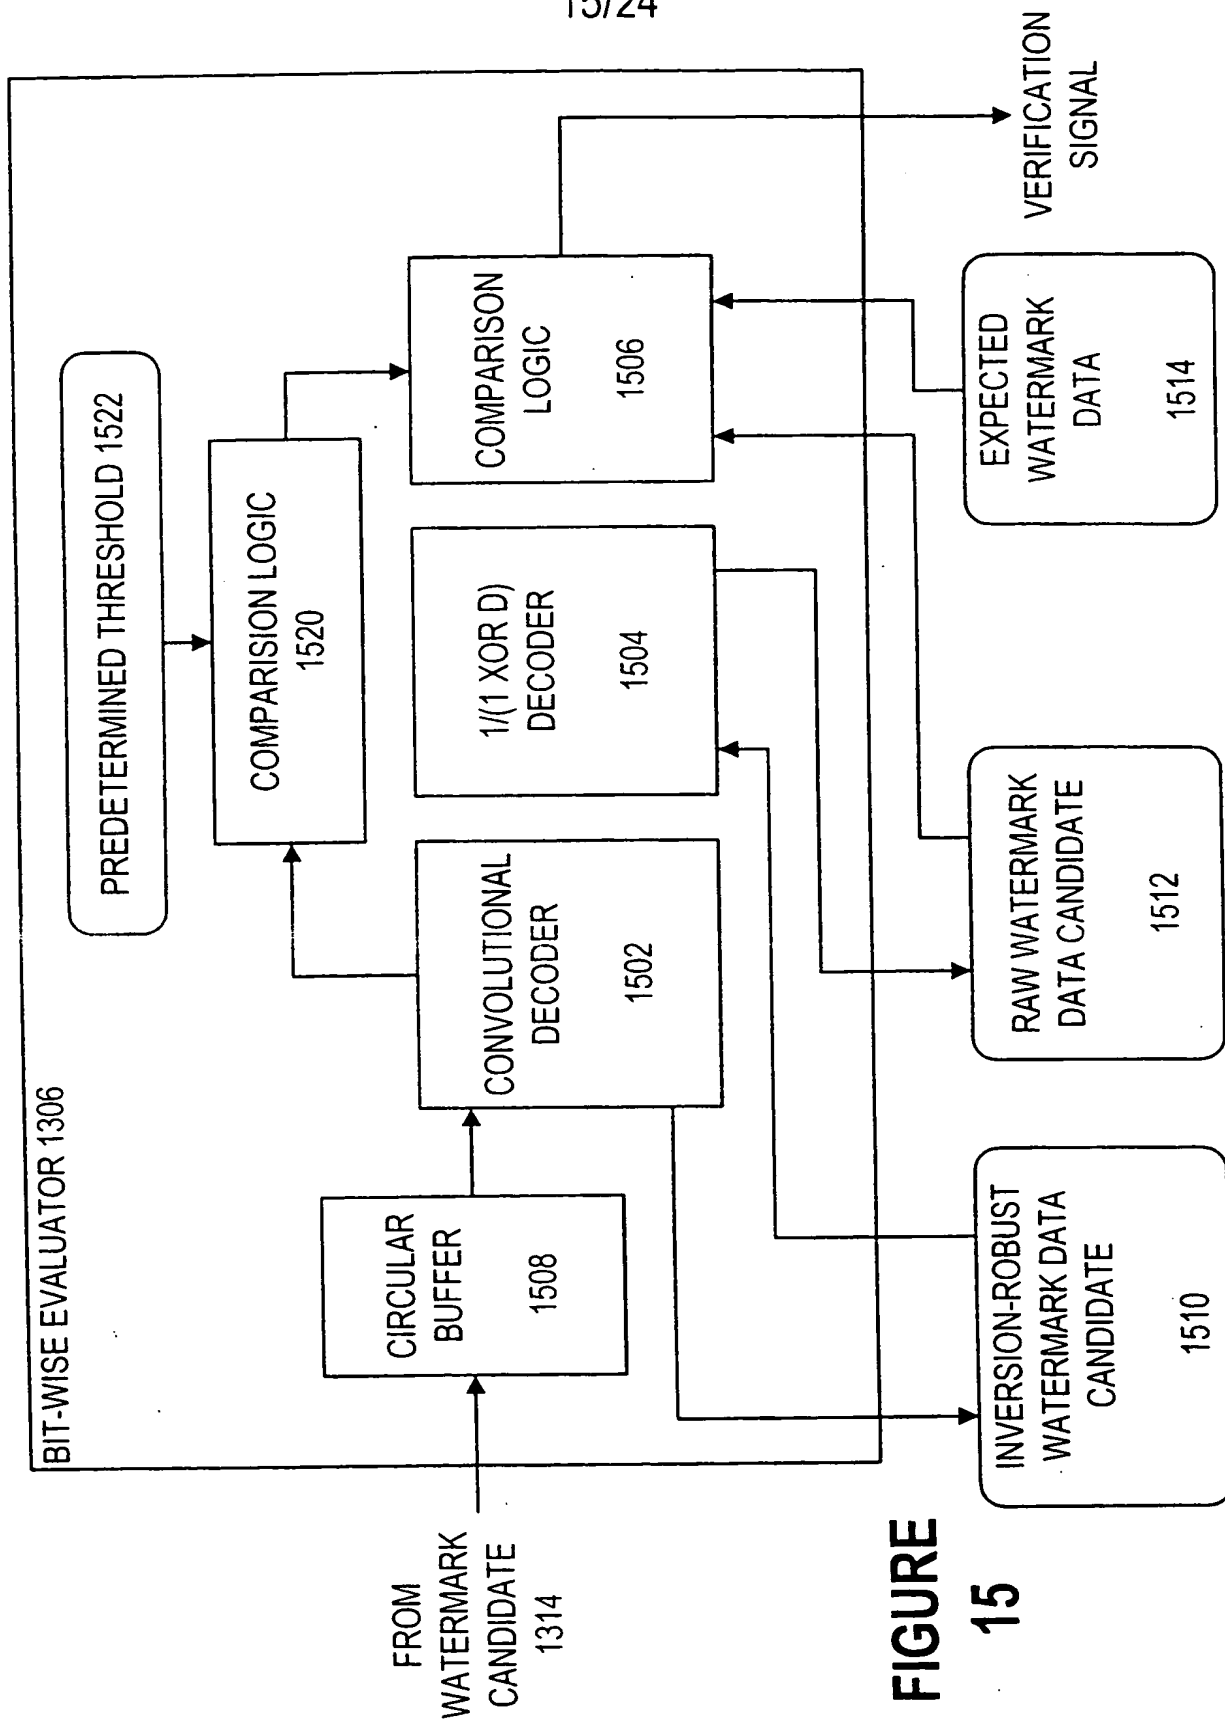 15/24
BIT-WISE EVALUATOR 1306
PREDETERMINED THRESHOLD 1522
COMPARISION LOGIC
1520
FROM
WATERMARK
CANDIDATE
1314
CIRCULAR
BUFFER
1508
CONVOLUTIONAL
DECODER
1502
1/(1 XOR D)
DECODER
1504
COMPARISON
LOGIC
1506
INVERSION-ROBUST
WATERMARK DATA
CANDIDATE
1510
RAW WATERMARK
DATA CANDIDATE
1512
EXPECTED
WATERMARK
DATA
1514
VERIFICATION
SIGNAL
FIGURE
15